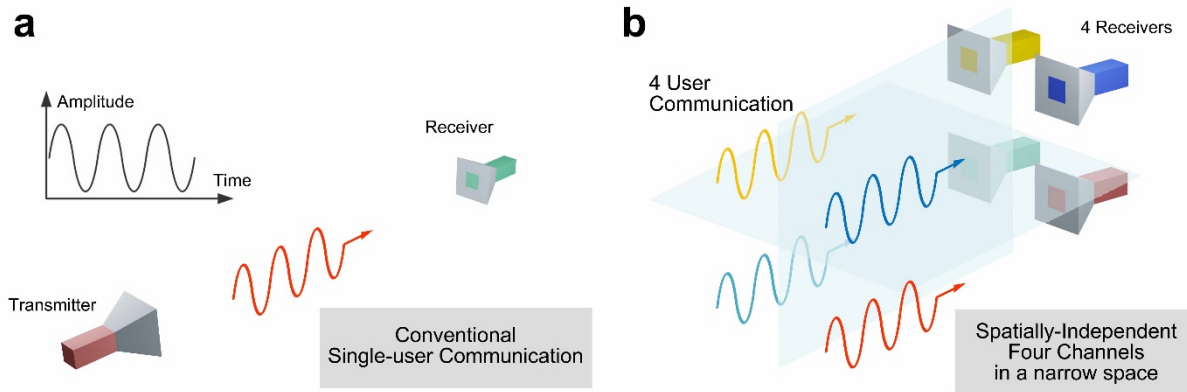 a
Amplitude
Time
Receiver
Transmitter
Conventional
Single-user Communication
b
4 Receivers
4 User
Communication
Spatially-Independent
Four Channels
in a narrow space